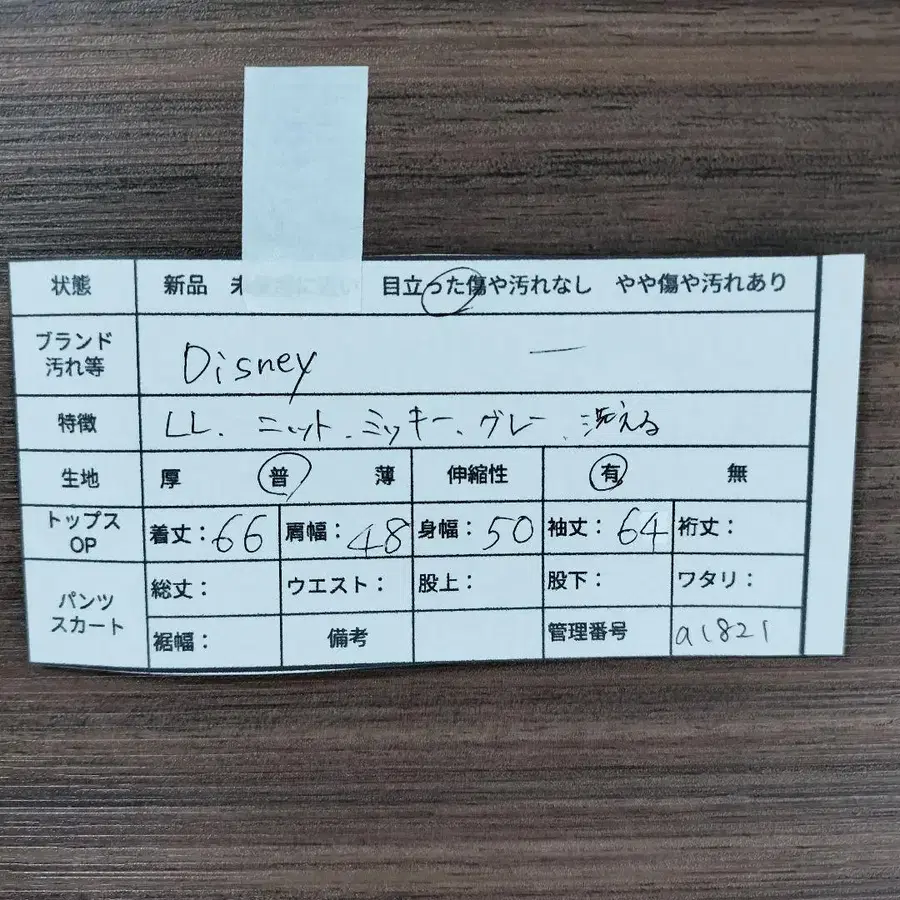 状態 新品 未 目立った傷や汚れなし やや傷や汚れあり
ブランド
汚れ等
Disney ー
特徴 LL、ニット、ミッキー、グレー、洗える
生地 厚 普 薄 伸縮性 有 無
トップス
OP
着丈：66 肩幅：48 身幅：50 袖丈：64 裄丈：
パンツ
スカート
総丈： ウエスト： 股上： 股下： ワタリ：
裾幅： 備考 管理番号 a1821